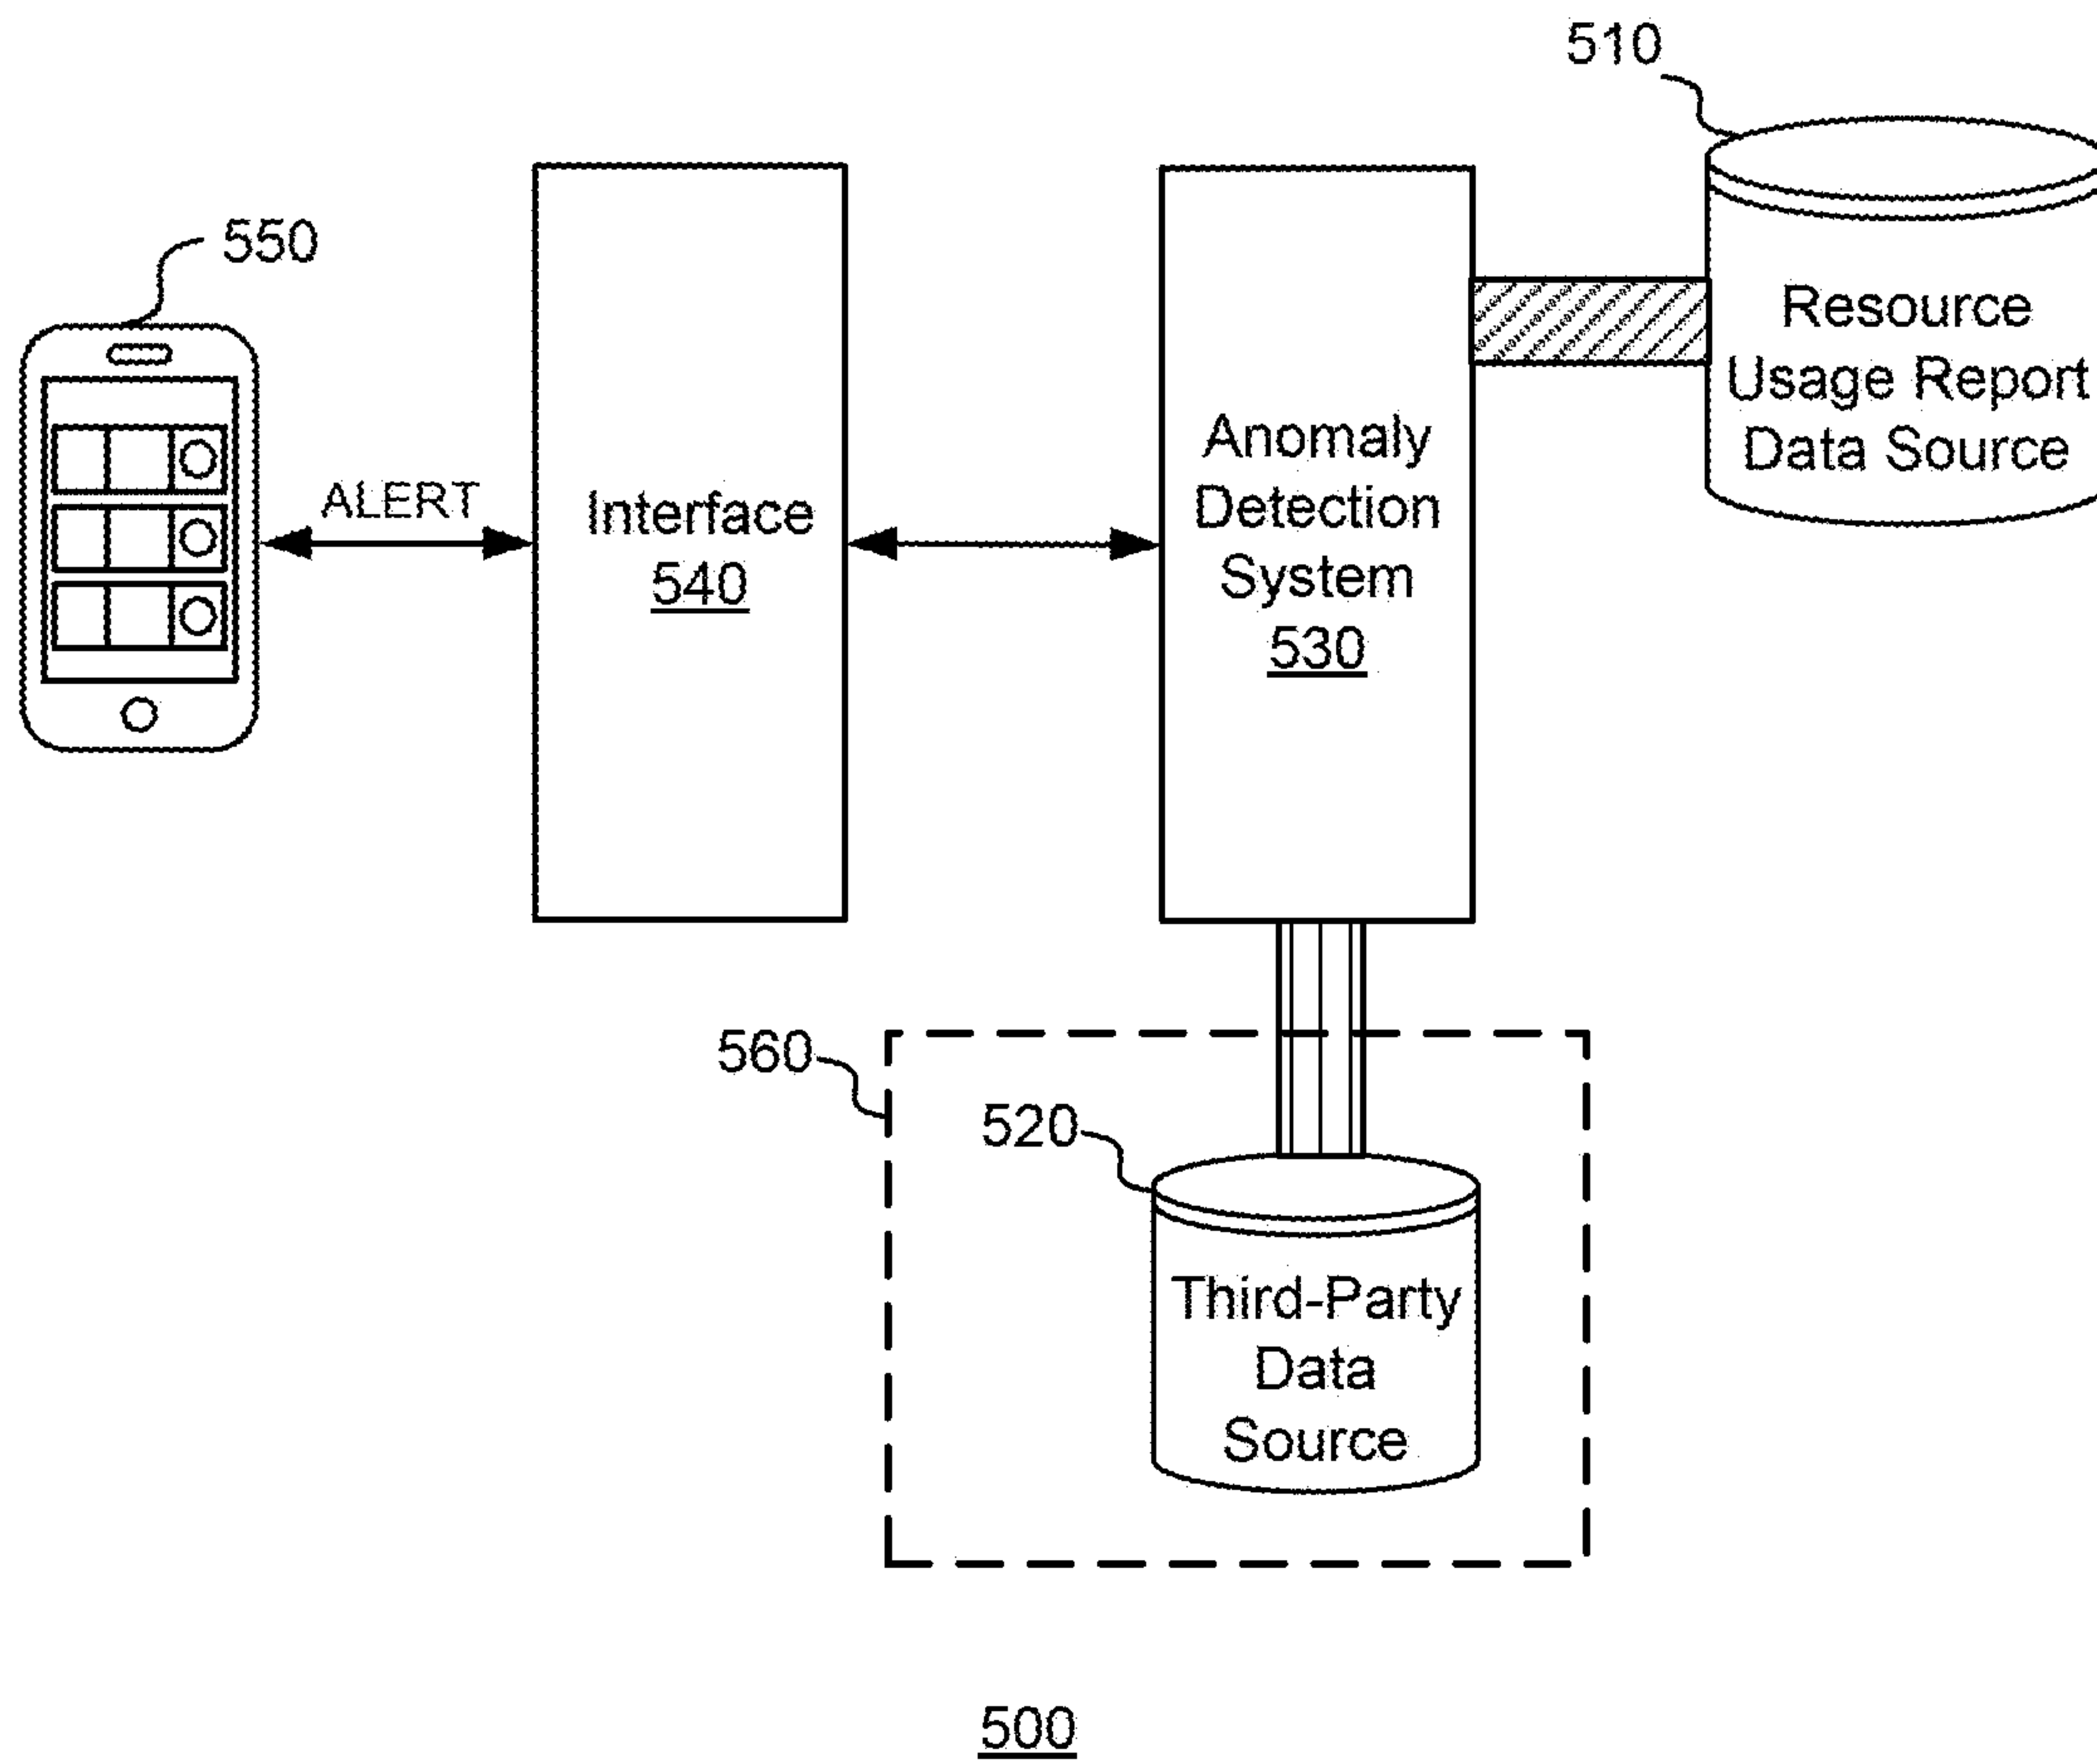 510
550
Resource
Usage Report
Data Source
ALERT
Interface
540
Anomaly
Detection
System
530
560
520
Third-Party
Data
Source
500